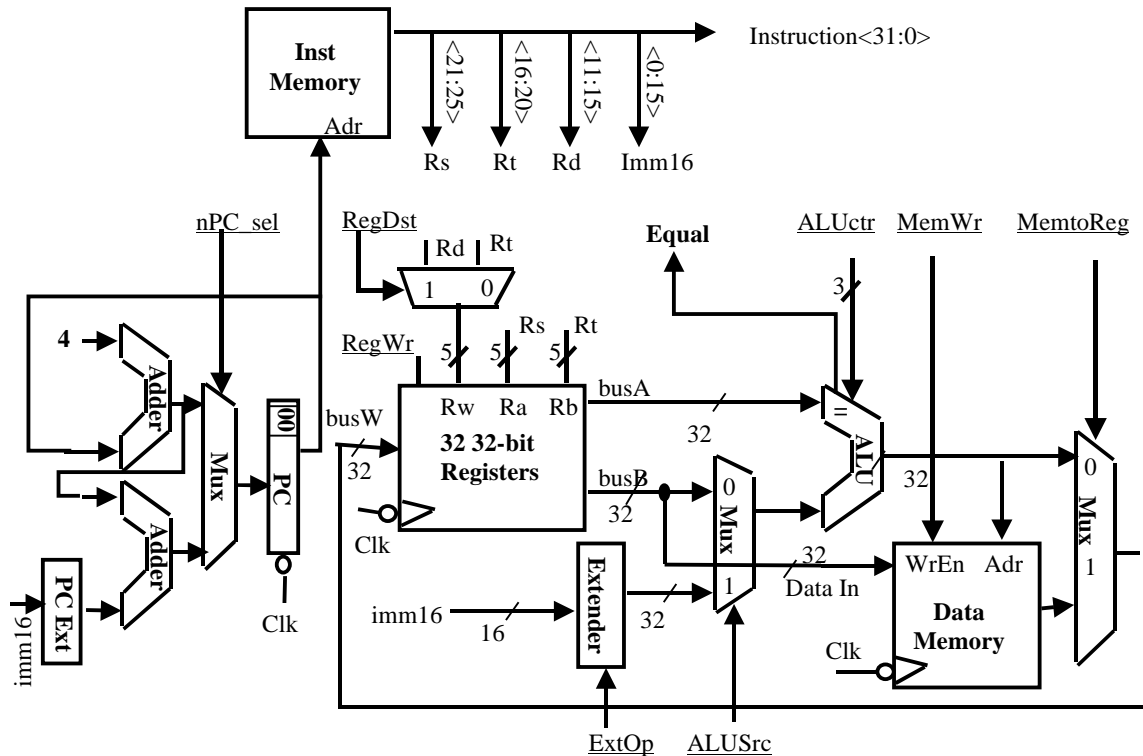 Inst
Memory
Adr
Instruction<31:0>
<21:25>
<16:20>
<11:15>
<0:15>
Rs
Rt
Rd
Imm16
nPC_sel
RegDst
Rd
Rt
Equal
ALUctr
MemWr
MemtoReg
1
0
3
4
Adder
RegWr
5
5
Rs
5
Rt
busA
32
=
ALU
32
Mux
00
PC
busW
32
Rw
Ra
Rb
32 32-bit
Registers
busB
32
Clk
0
Mux
1
0
Mux
1
Adder
PC Ext
imm16
Clk
imm16
16
Extender
32
32
Data In
WrEn
Adr
Data
Memory
Clk
ExtOp
ALUSrc